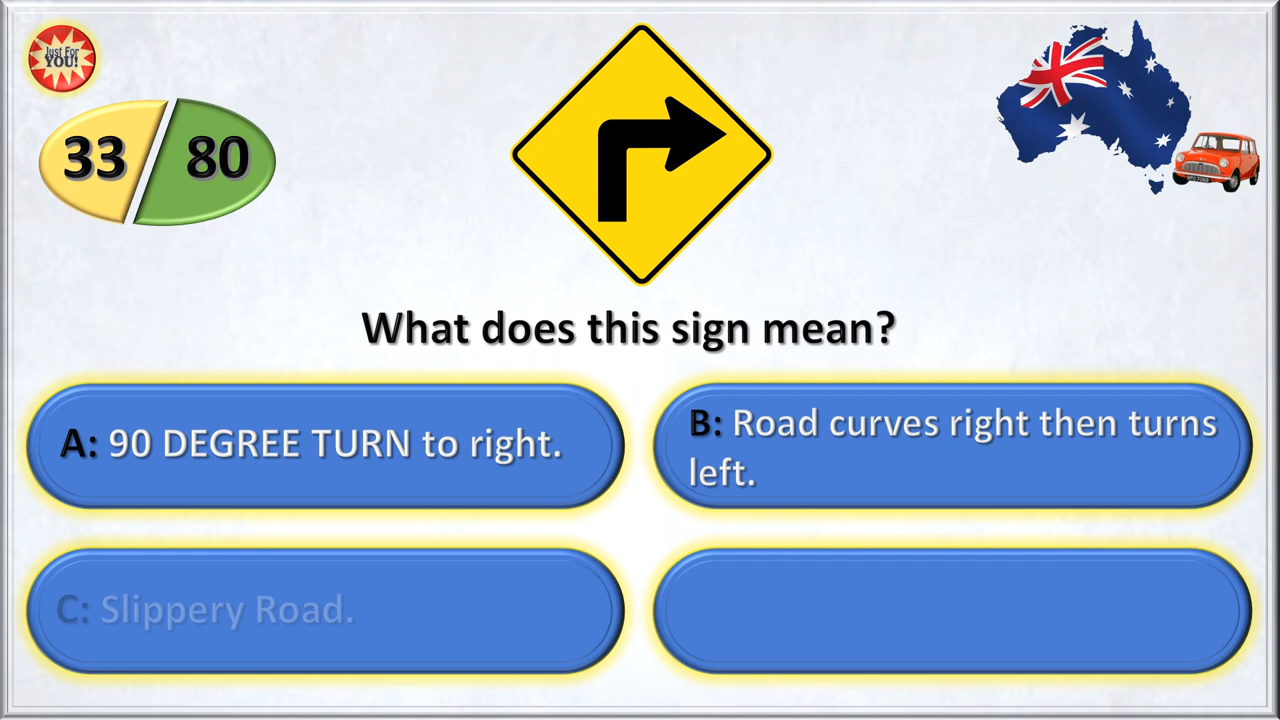 Just For
YOU!
33 80
What does this sign mean?
A: 90 DEGREE TURN to right.
B: Road curves right then turns
left.
C: Slippery Road.